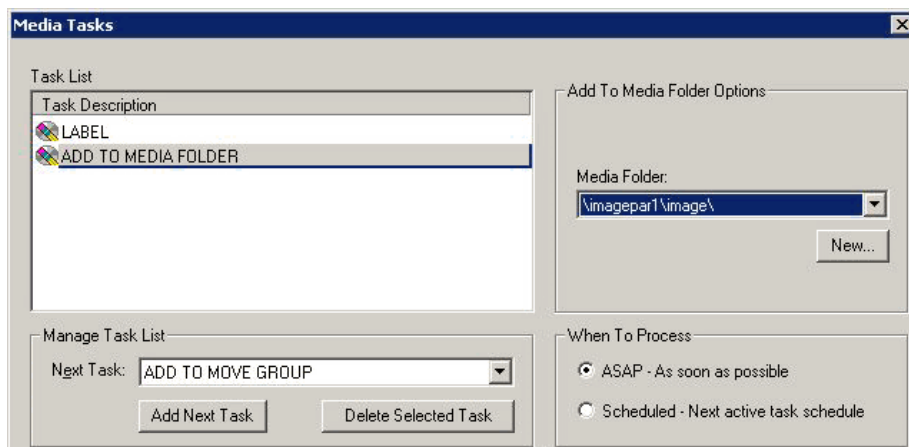 Media Tasks
Task List
Task Description
LABEL
ADD TO MEDIA FOLDER
Add To Media Folder Options
Media Folder:
\imagepar1\image\
New...
Manage Task List
Next Task: ADD TO MOVE GROUP
Add Next Task Delete Selected Task
When To Process
ASAP - As soon as possible
Scheduled - Next active task schedule